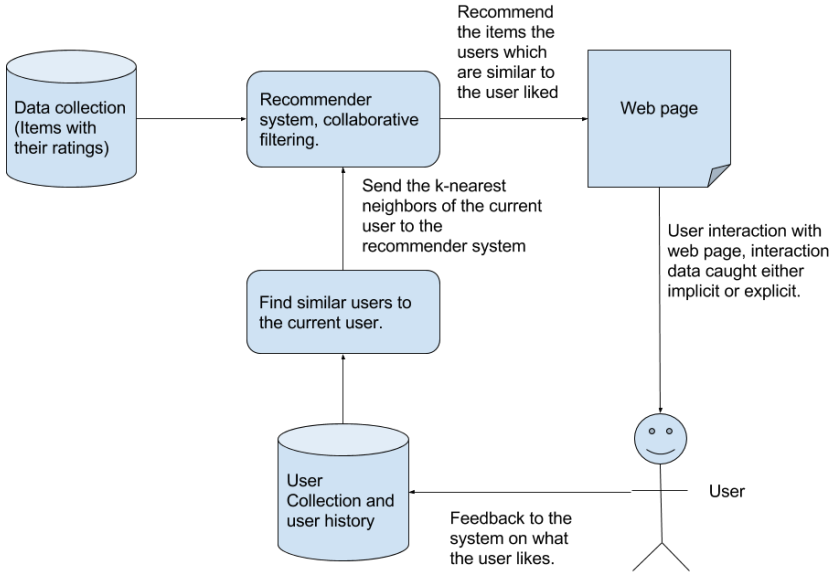 Recommend
the items the
users which
are similar to
the user liked
Data collection
(Items with
their ratings)
Recommender
system, collaborative
filtering.
Web page
Send the k-nearest
neighbors of the current
user to the
recommender system
User interaction with
web page, interaction
data caught either
implicit or explicit.
Find similar users to
the current user.
User
Collection and
user history
User
Feedback to the
system on what
the user likes.